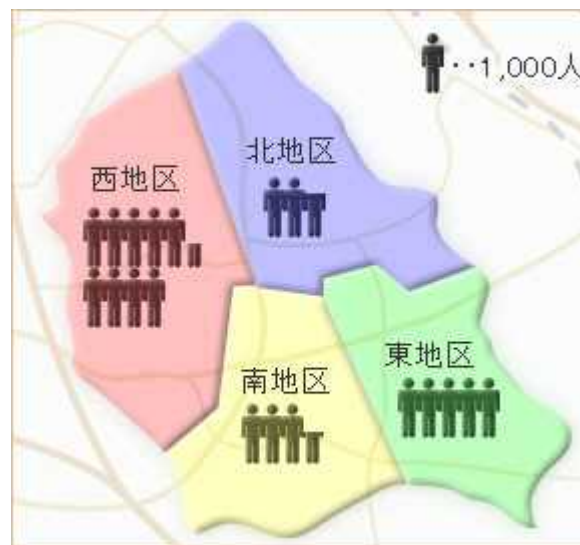 ‥1,000人
北地区
西地区
東地区
南地区